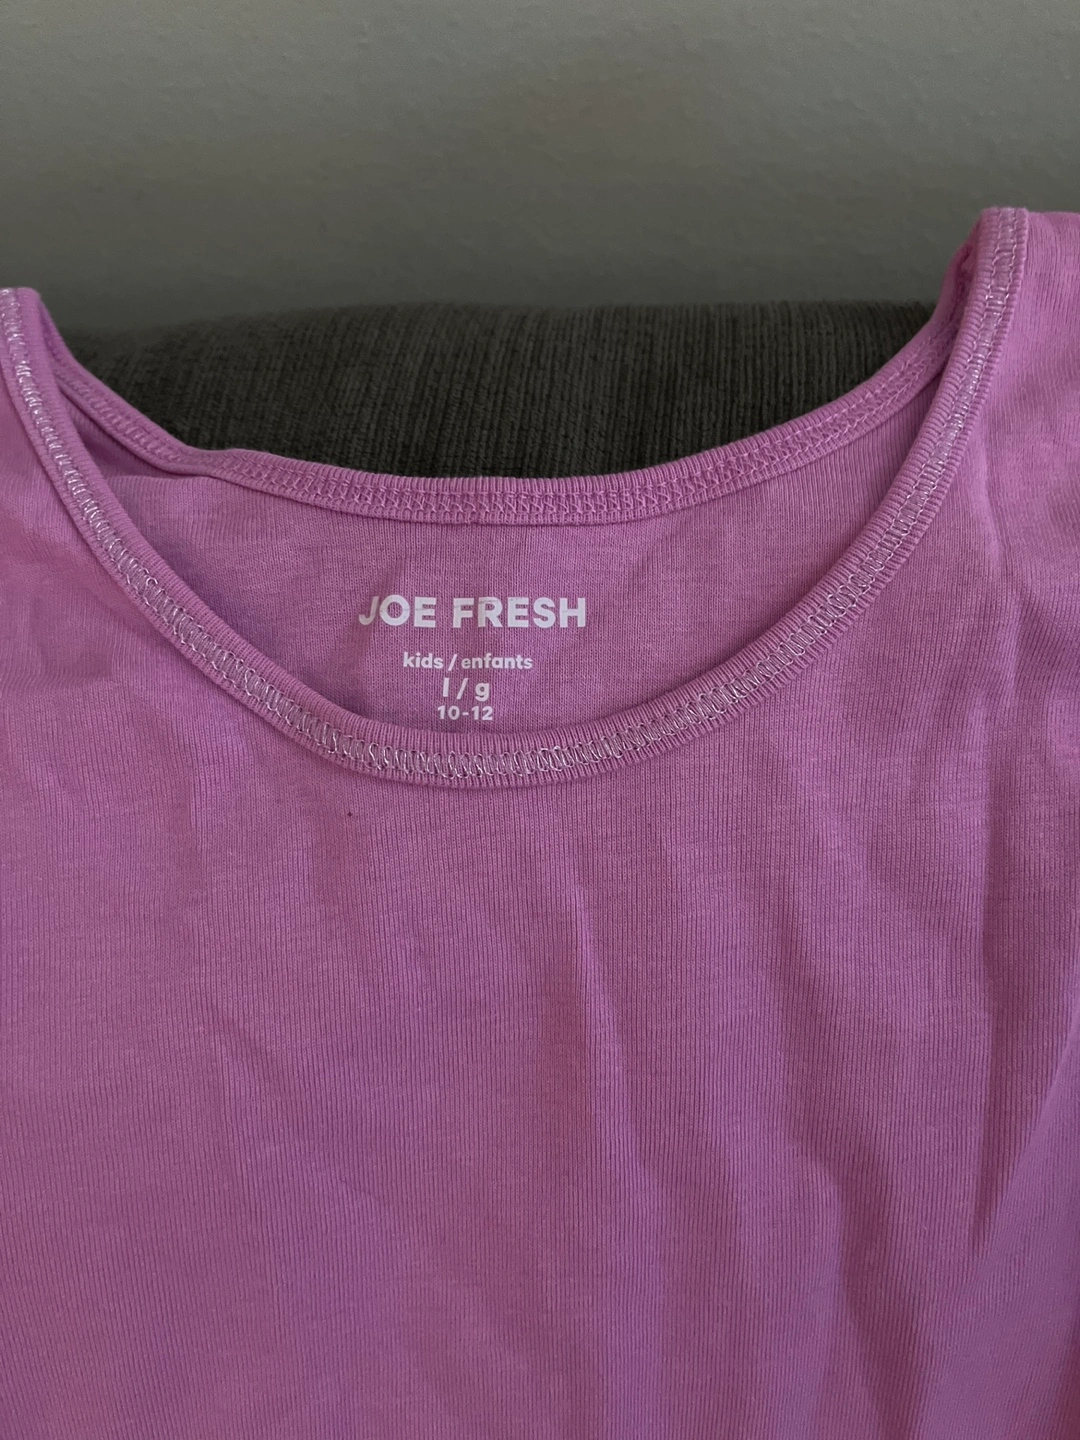 JOE FRESH
kids / enfants
l / g
10-12